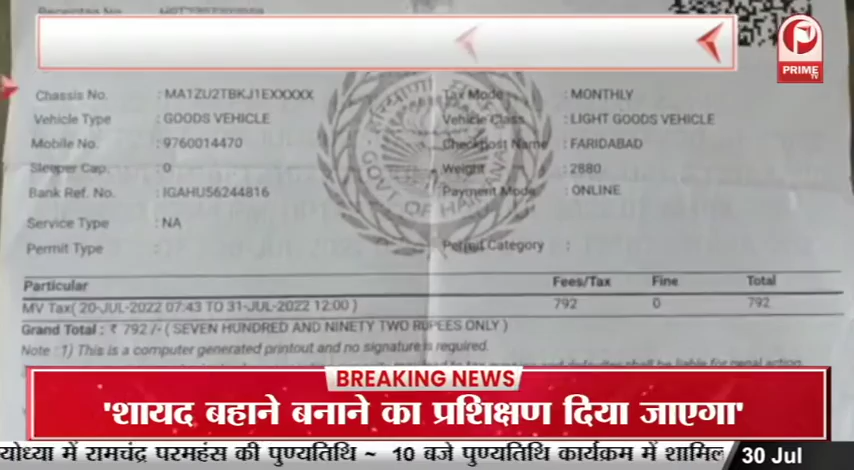 PRIME
TV
Chassis No. : MA1ZU2TBKJ1EXXXXX Tax Mode : MONTHLY
Vehicle Type : GOODS VEHICLE Vehicle Class : LIGHT GOODS VEHICLE
Mobile No. : 9760014470 Checkpost Name : FARIDABAD
Sleeper Cap. : 0 Weight : 2880
Bank Ref. No. : IGAHU56244816 Payment Mode : ONLINE
Service Type : NA
Permit Type : Permit Category :
GOVT OF HARYANA
Particular Fees/Tax Fine Total
MV Tax( 20-JUL-2022 07:43 TO 31-JUL-2022 12:00 ) 792 0 792
Grand Total : ₹ 792 /- ( SEVEN HUNDRED AND NINETY TWO RUPEES ONLY )
Note : 1) This is a computer generated printout and no signature is required.
BREAKING NEWS
'शायद बहाने बनाने का प्रशिक्षण दिया जाएगा'
योध्या में रामचंद्र परमहंस की पुण्यतिथि ~ 10 बजे पुण्यतिथि कार्यक्रम में शामिल
30 Jul